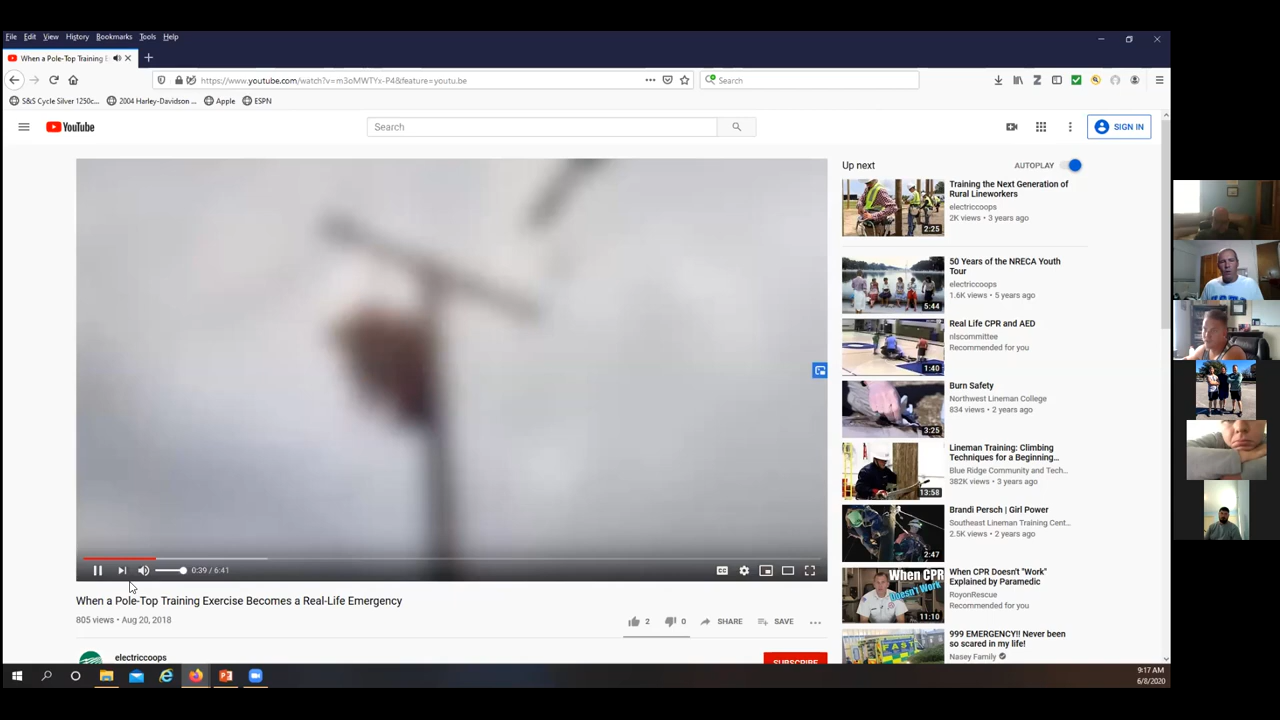 File Edit View History Bookmarks Tools Help
When a Pole-Top Training E
https://www.youtube.com/watch?v=m3oMWTYx-P4&feature=youtu.be
Search
S&S Cycle Silver 1250c...
2004 Harley-Davidson ...
Apple
ESPN
YouTube
Search
SIGN IN
Up next
AUTOPLAY
Training the Next Generation of
Rural Lineworkers
electriccoops
2K views • 3 years ago
2:25
50 Years of the NRECA Youth
Tour
electriccoops
1.6K views • 5 years ago
5:44
Real Life CPR and AED
nlscommittee
Recommended for you
1:40
Burn Safety
Northwest Lineman College
834 views • 2 years ago
3:25
Lineman Training: Climbing
Techniques for a Beginning...
Blue Ridge Community and Tech...
382K views • 3 years ago
13:58
Brandi Persch | Girl Power
Southeast Lineman Training Cent...
2.5K views • 2 years ago
2:47
When CPR Doesn't "Work"
Explained by Paramedic
RoyonRescue
Recommended for you
When CPR
Doesn't "Work"
11:10
999 EMERGENCY!! Never been
so scared in my life!
Nasey Family
0:39 / 6:41
CC
When a Pole-Top Training Exercise Becomes a Real-Life Emergency
805 views • Aug 20, 2018
2
0
SHARE
SAVE
electriccoops
SUBSCRIBE
9:17 AM
6/8/2020